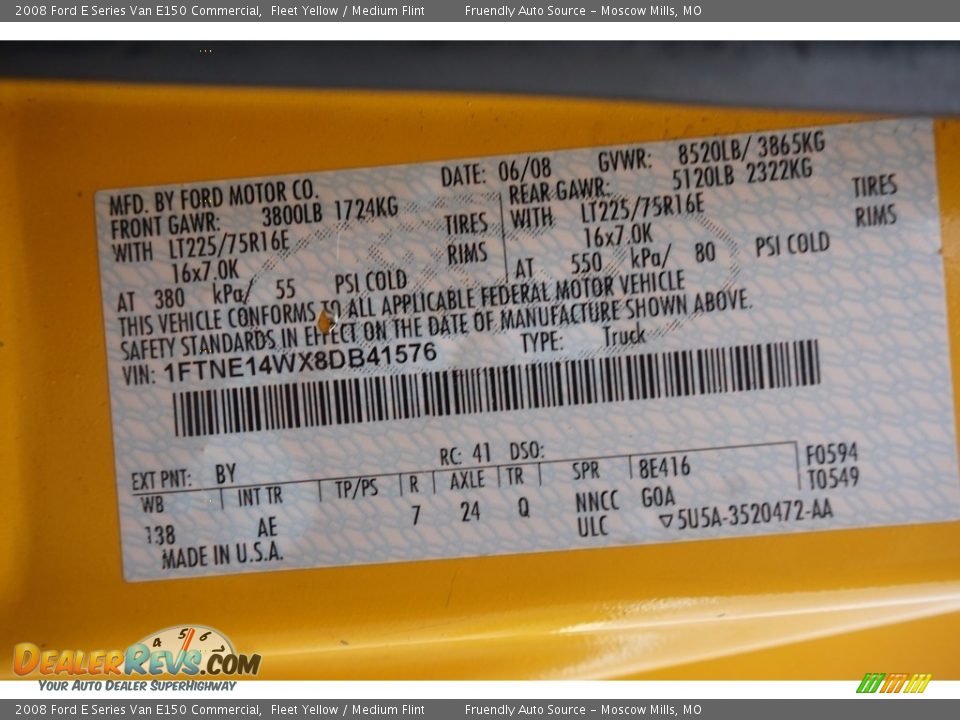 2008 Ford E Series Van E150 Commercial, Fleet Yellow / Medium Flint Fruendly Auto Source - Moscow Mills, MO
MFD. BY FORD MOTOR CO. DATE: 06/08 GVWR: 8520LB/ 3865KG
FRONT GAWR: 3800LB 1724KG REAR GAWR: 5120LB 2322KG
WITH LT225/75R16E TIRES WITH LT225/75R16E TIRES
16x7.0K RIMS 16x7.0K RIMS
AT 380 kPa/ 55 PSI COLD AT 550 kPa/ 80 PSI COLD
THIS VEHICLE CONFORMS TO ALL APPLICABLE FEDERAL MOTOR VEHICLE
SAFETY STANDARDS IN EFFECT ON THE DATE OF MANUFACTURE SHOWN ABOVE.
VIN: 1FTNE14WX8DB41576 TYPE: Truck
EXT PNT: BY RC: 41 DSO: F0594
WB INT TR TP/PS R AXLE TR SPR 8E416 T0549
138 AE 7 24 Q NNCC GOA
MADE IN U.S.A. ULC ▽5U5A-3520472-AA
4 5 6
DEALERREVS.COM
YOUR AUTO DEALER SUPERHIGHWAY
2008 Ford E Series Van E150 Commercial, Fleet Yellow / Medium Flint Fruendly Auto Source - Moscow Mills, MO